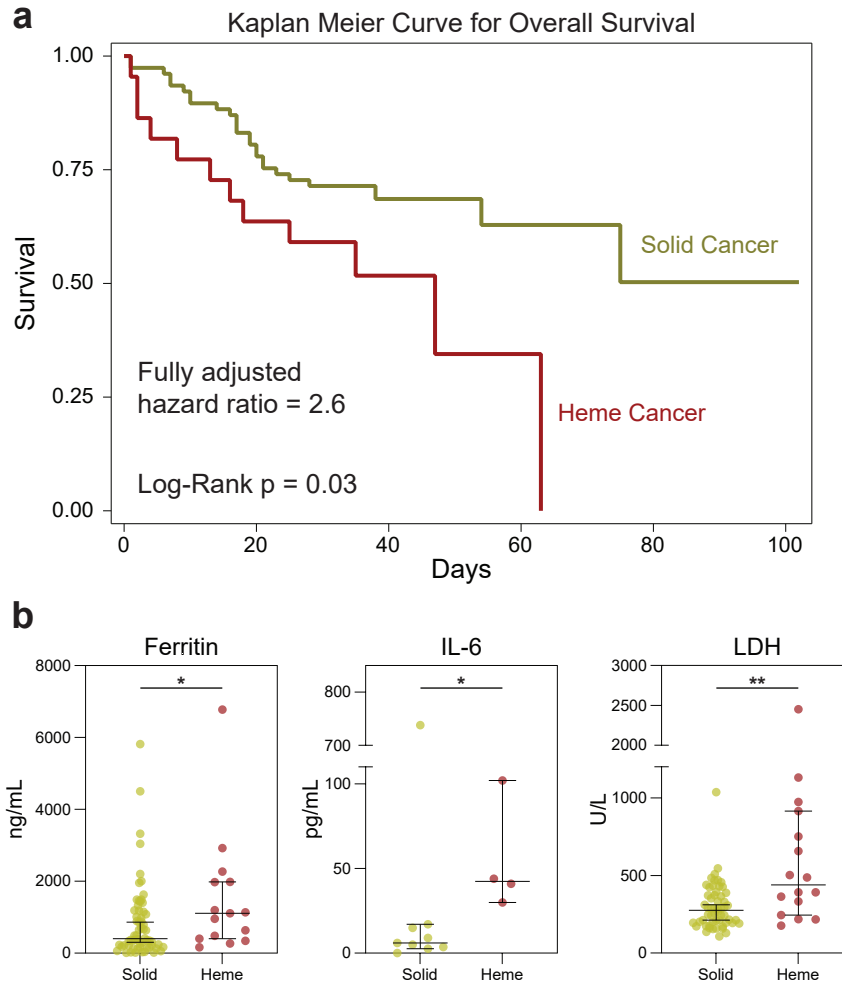 a
Kaplan Meier Curve for Overall Survival
1.00
0.75
0.50
0.25
0.00
Survival
Solid Cancer
Heme Cancer
Fully adjusted
hazard ratio = 2.6
Log-Rank p = 0.03
0 20 40 60 80 100
Days
b
Ferritin
8000
6000
4000
2000
0
ng/mL
*
Solid Heme
IL-6
800
700
100
50
0
pg/mL
*
Solid Heme
LDH
3000
2500
2000
1000
500
0
U/L
**
Solid Heme